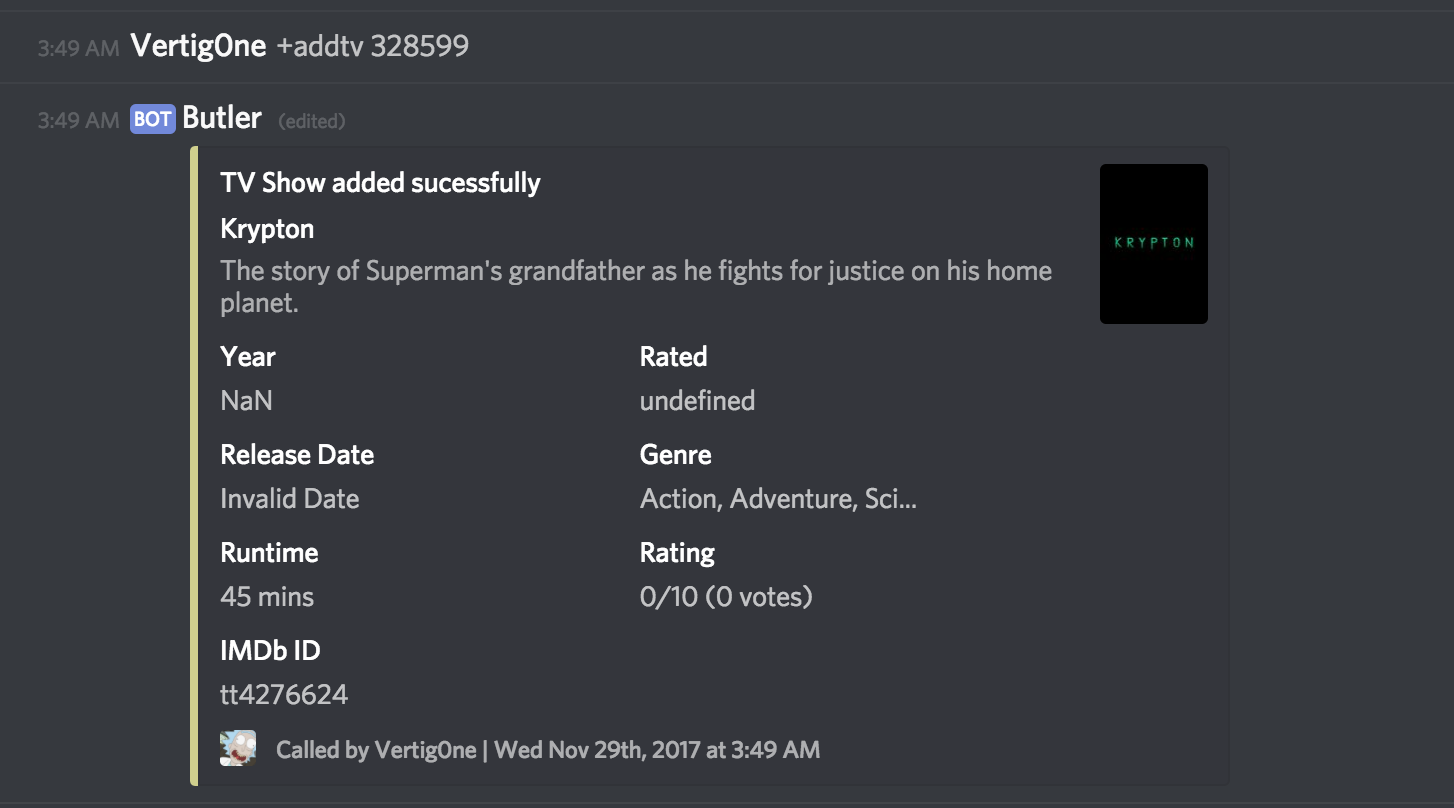 3:49 AM VertigOne +addtv 328599
3:49 AM BOT Butler (edited)
TV Show added sucessfully
Krypton
KRYPTON
The story of Superman's grandfather as he fights for justice on his home
planet.
Year Rated
NaN undefined
Release Date Genre
Invalid Date Action, Adventure, Sci...
Runtime Rating
45 mins 0/10 (0 votes)
IMDb ID
tt4276624
Called by Vertig0ne | Wed Nov 29th, 2017 at 3:49 AM